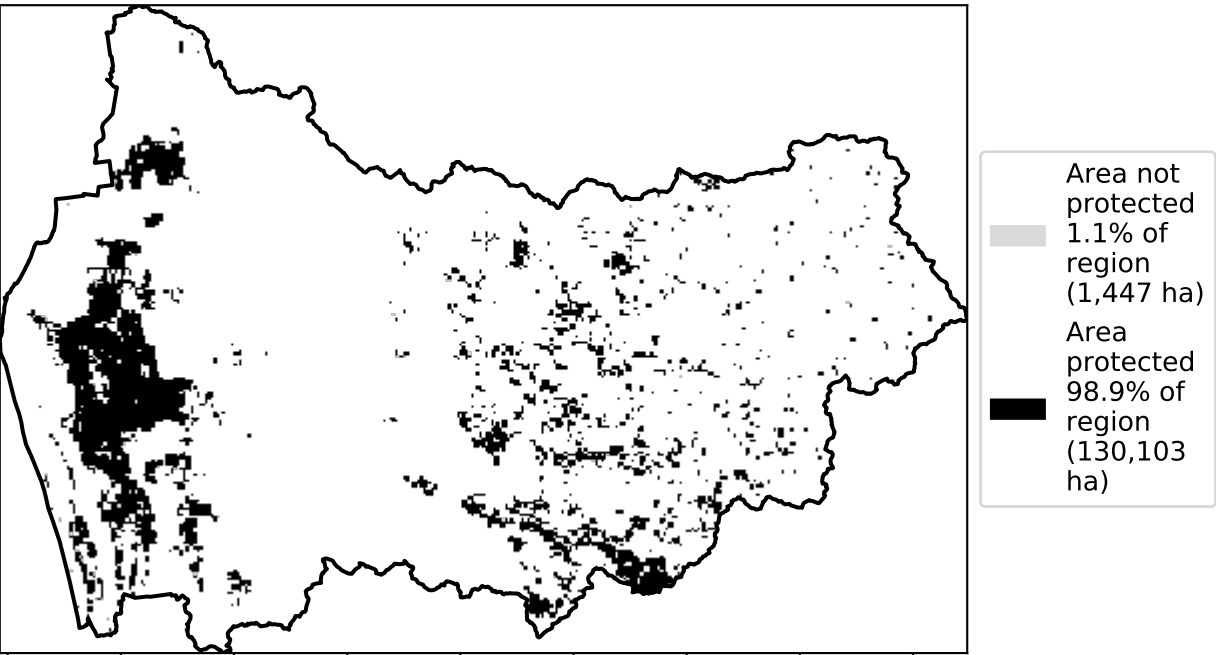 Area not
protected
1.1% of
region
(1,447 ha)
Area
protected
98.9% of
region
(130,103
ha)